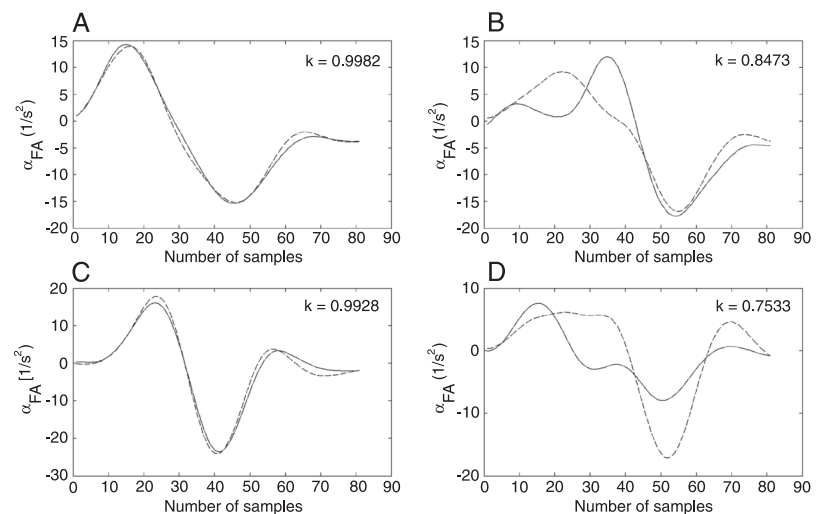 A
k = 0.9982
15
10
5
0
-5
-10
-15
-20
α_FA (1/s²)
0 10 20 30 40 50 60 70 80 90
Number of samples
B
k = 0.8473
15
10
5
0
-5
-10
-15
-20
α_FA (1/s²)
0 10 20 30 40 50 60 70 80 90
Number of samples
C
k = 0.9928
20
10
0
-10
-20
-30
α_FA [1/s²)
0 10 20 30 40 50 60 70 80 90
Number of samples
D
k = 0.7533
10
0
-10
-20
α_FA (1/s²)
0 10 20 30 40 50 60 70 80 90
Number of samples